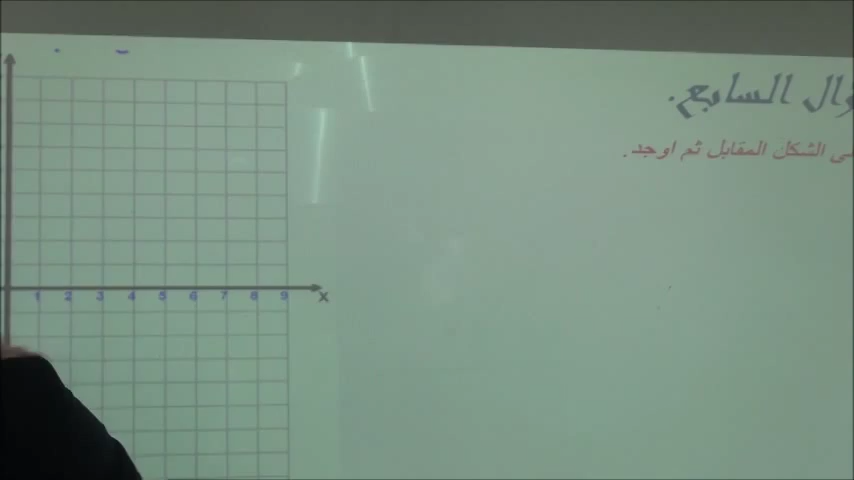 السابع.
الشكل المقابل ثم اوجد.
1 2 3 4 5 6 7 8 9 x